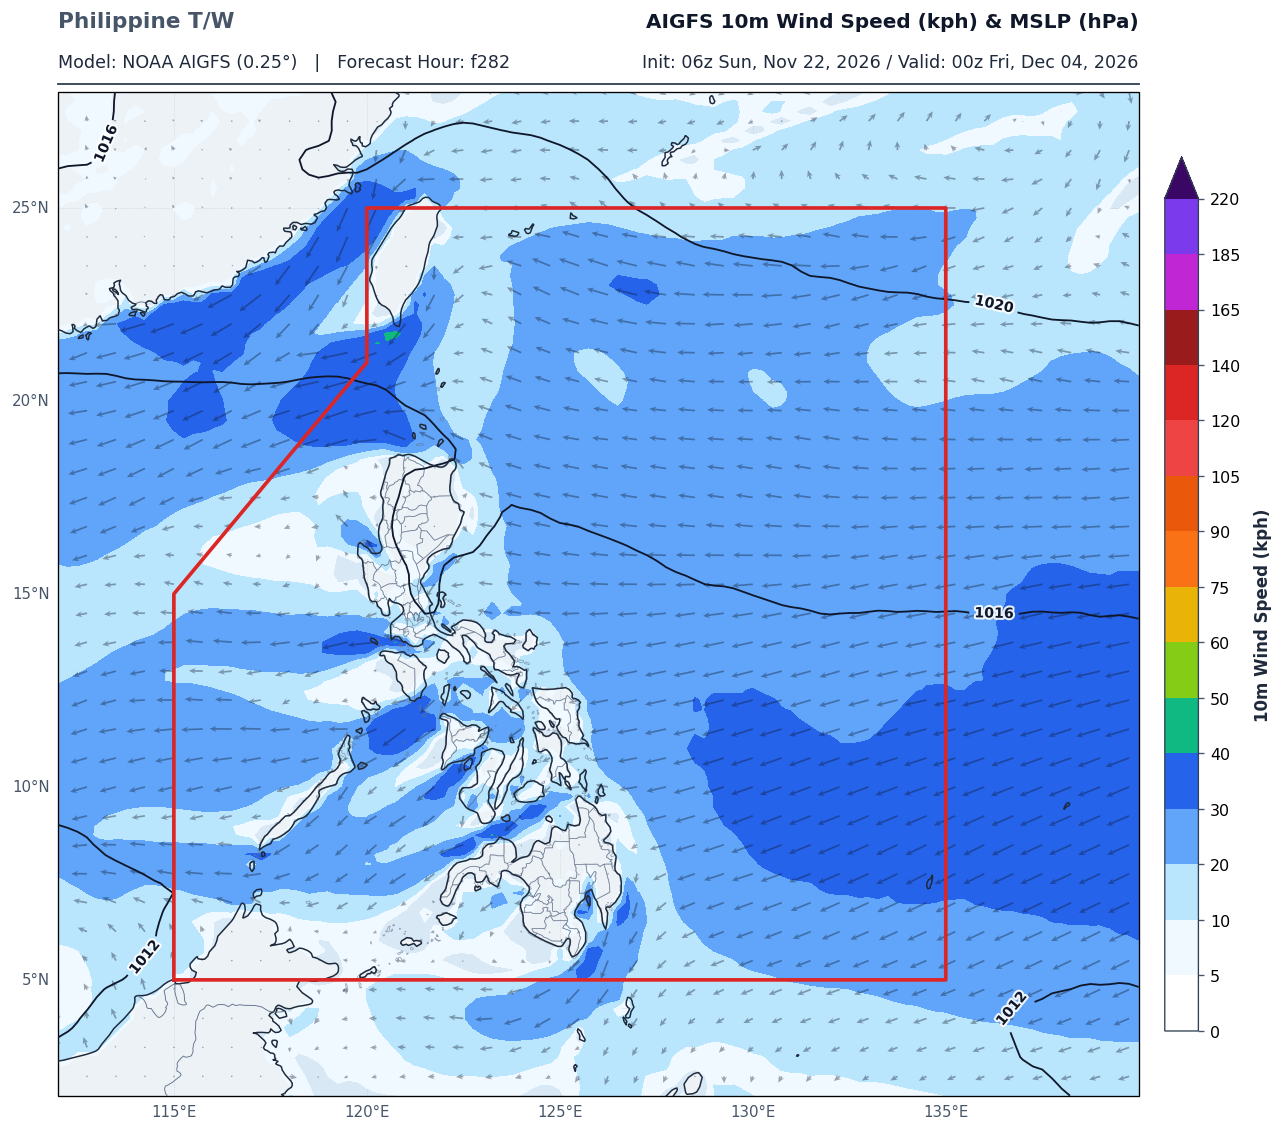 Philippine T/W
AIGFS 10m Wind Speed (kph) & MSLP (hPa)
Model: NOAA AIGFS (0.25°)   |   Forecast Hour: f282
Init: 06z Sun, Nov 22, 2026 / Valid: 00z Fri, Dec 04, 2026
1016
25°N
20°N
15°N
10°N
5°N
1020
1016
1012
1012
115°E
120°E
125°E
130°E
135°E
220
185
165
140
120
105
90
75
60
50
40
30
20
10
5
0
10m Wind Speed (kph)